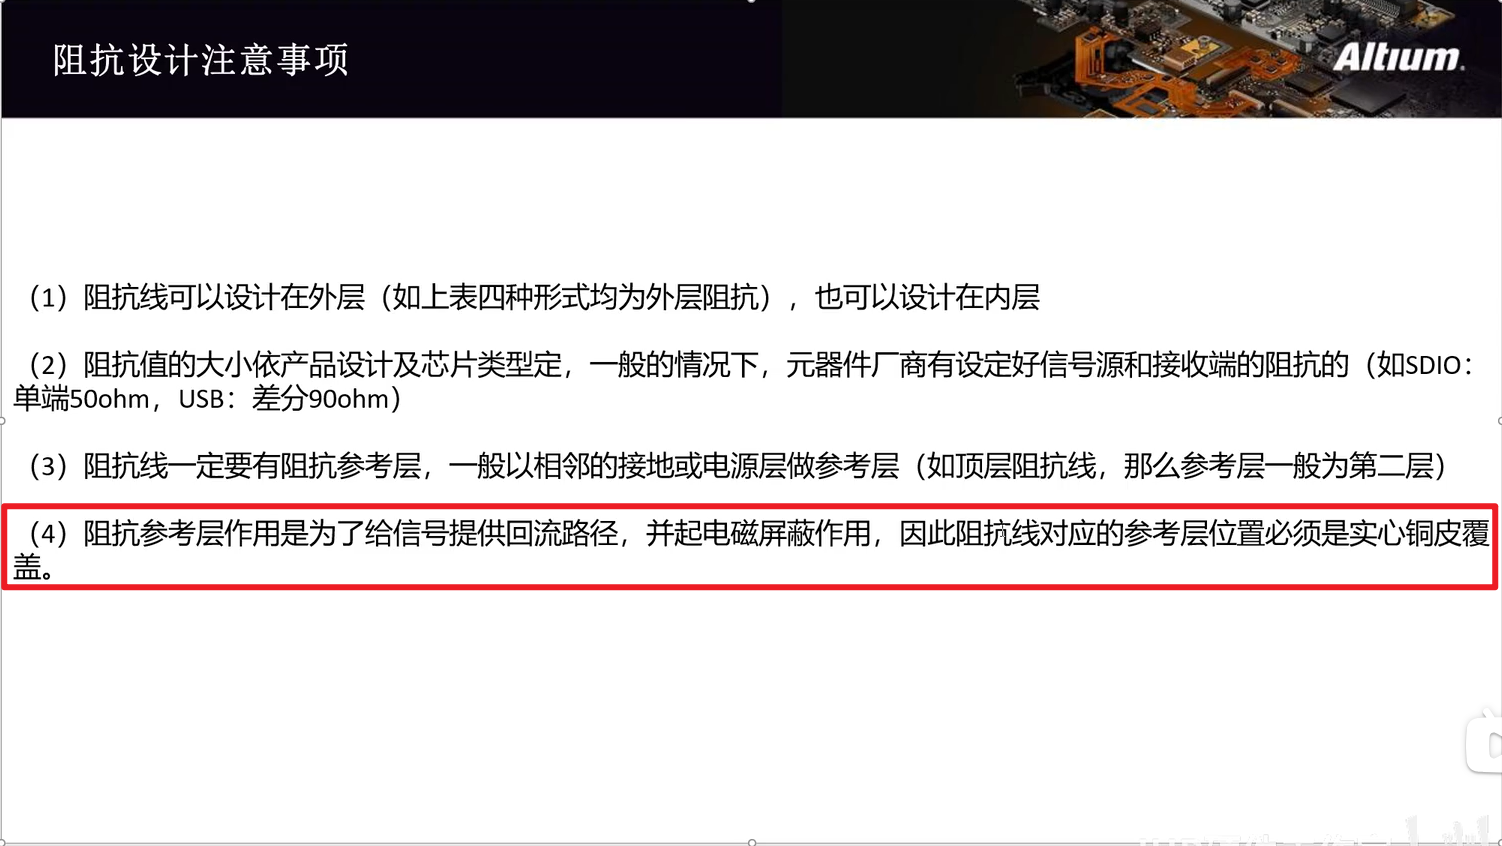 阻抗设计注意事项
Altium.
（1）阻抗线可以设计在外层（如上表四种形式均为外层阻抗），也可以设计在内层
（2）阻抗值的大小依产品设计及芯片类型定，一般的情况下，元器件厂商有设定好信号源和接收端的阻抗的（如SDIO：
单端50ohm，USB：差分90ohm）
（3）阻抗线一定要有阻抗参考层，一般以相邻的接地或电源层做参考层（如顶层阻抗线，那么参考层一般为第二层）
（4）阻抗参考层作用是为了给信号提供回流路径，并起电磁屏蔽作用，因此阻抗线对应的参考层位置必须是实心铜皮覆
盖。